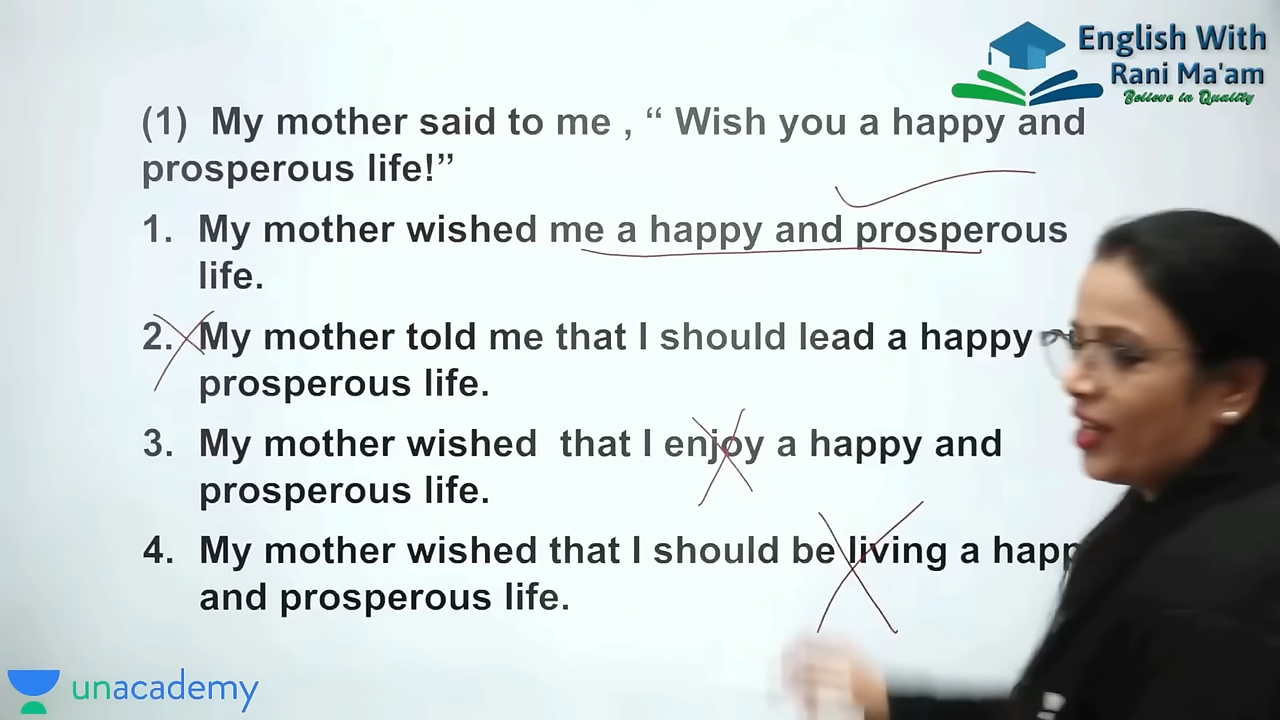 English With
Rani Ma'am
Believe in Quality
(1) My mother said to me , “ Wish you a happy and
prosperous life!”
1. My mother wished me a happy and prosperous
life.
2. My mother told me that I should lead a happy
prosperous life.
3. My mother wished that I enjoy a happy and
prosperous life.
4. My mother wished that I should be living a
and prosperous life.
unacademy